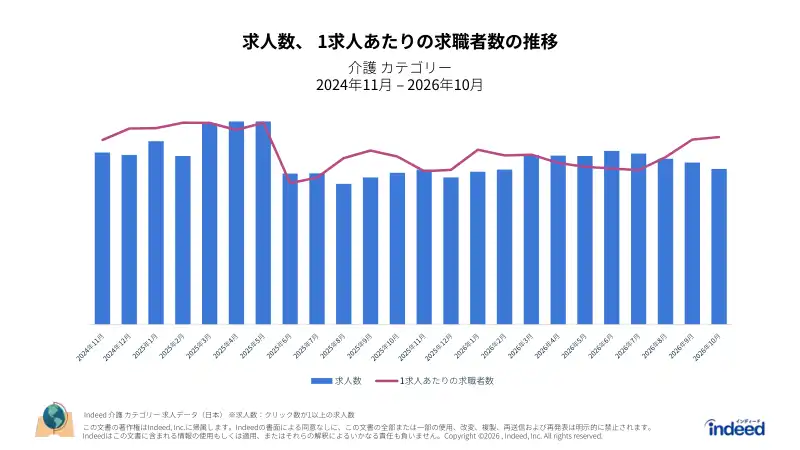 求人数、 1求人あたりの求職者数の推移
介護 カテゴリー
2024年11月 – 2026年10月
2024年11月
2024年12月
2025年1月
2025年2月
2025年3月
2025年4月
2025年5月
2025年6月
2025年7月
2025年8月
2025年9月
2025年10月
2025年11月
2025年12月
2026年1月
2026年2月
2026年3月
2026年4月
2026年5月
2026年6月
2026年7月
2026年8月
2026年9月
2026年10月
求人数
1求人あたりの求職者数
Indeed 介護 カテゴリー 求人データ（日本） ※求人数：クリック数が1以上の求人数
この文書の著作権はIndeed, Inc.に帰属します。Indeedの書面による同意なしに、この文書の全部または一部の使用、改変、複製、再送信および再発表は明示的に禁止されます。
Indeedはこの文書に含まれる情報の使用もしくは適用、またはそれらの解釈によるいかなる責任も負いません。Copyright ©2026 , Indeed, Inc. All rights reserved.
インディード
indeed